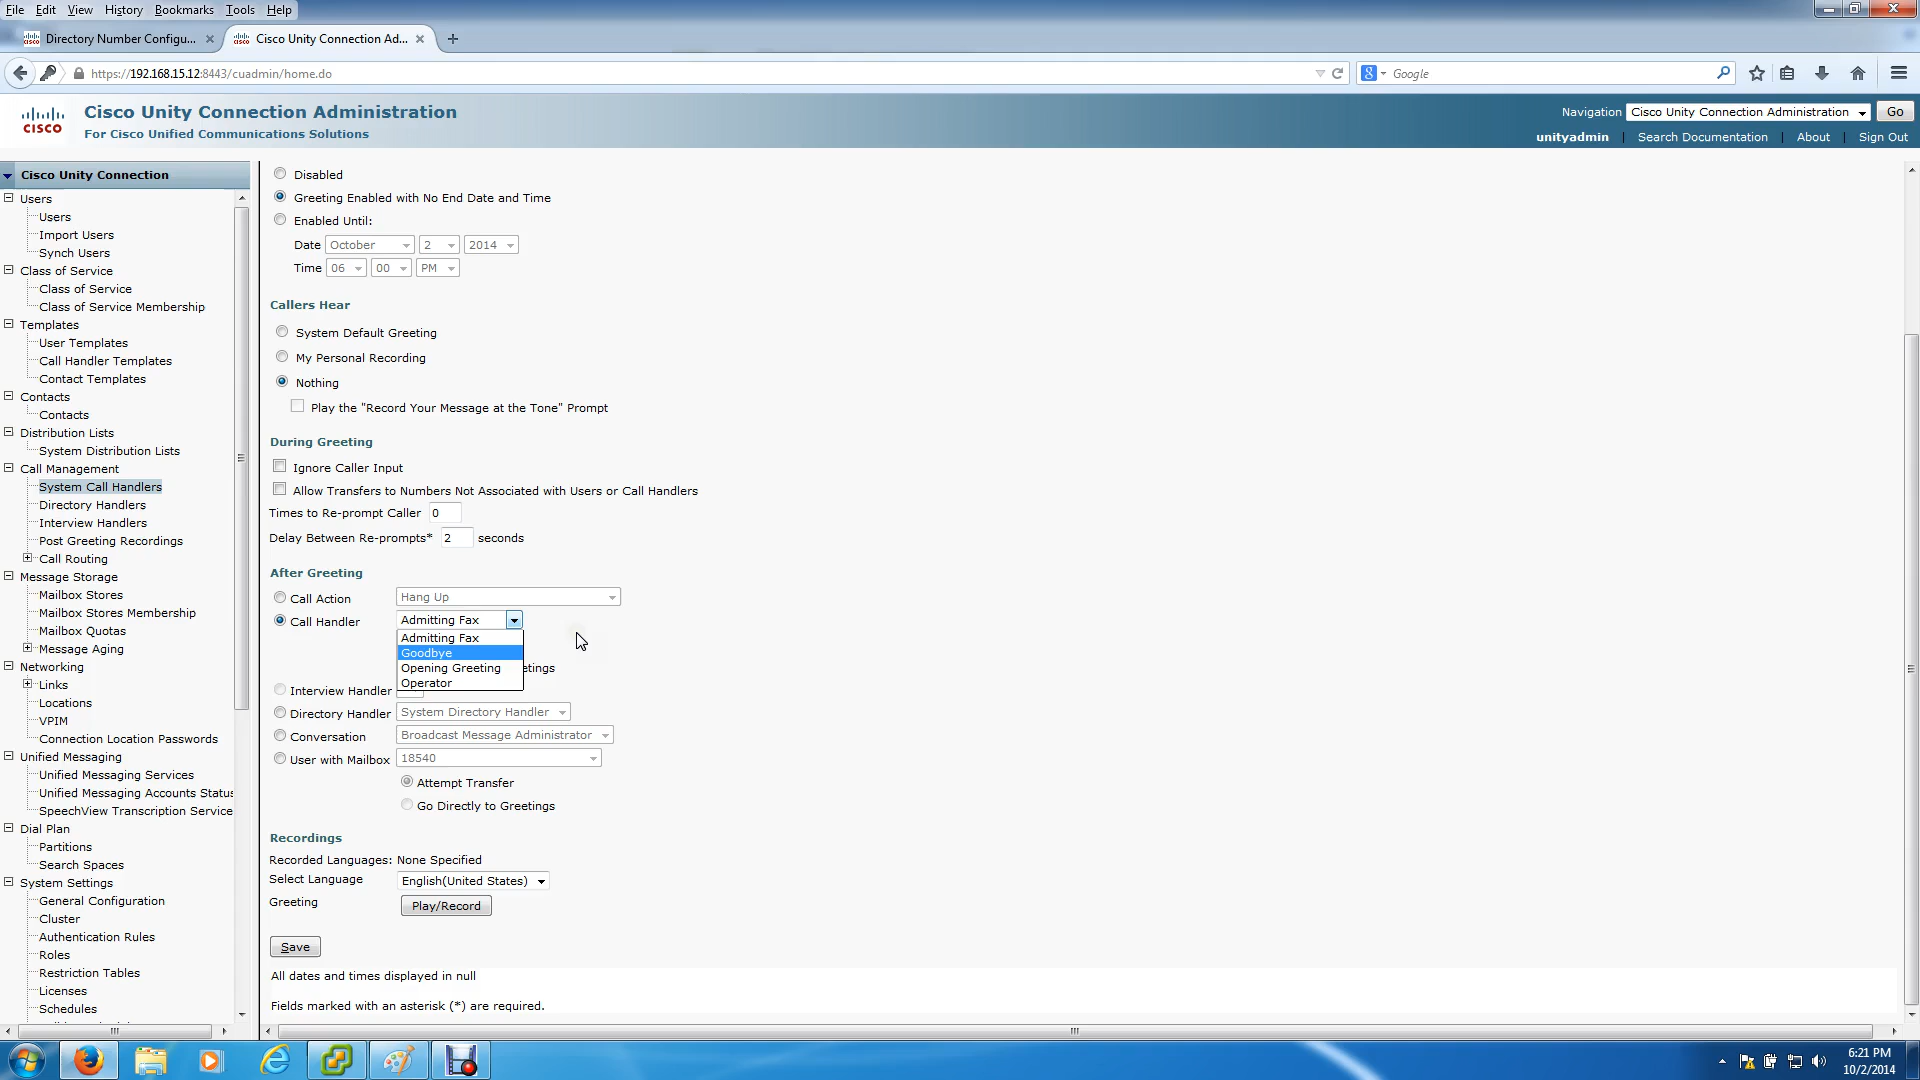 File Edit View History Bookmarks Tools Help
Directory Number Configu... × Cisco Unity Connection Ad... × +
https://192.168.15.12:8443/cuadmin/home.do
8 Google
CISCO
Cisco Unity Connection Administration
For Cisco Unified Communications Solutions
Navigation Cisco Unity Connection Administration Go
unityadmin | Search Documentation | About | Sign Out
Cisco Unity Connection
Users
Users
Import Users
Synch Users
Class of Service
Class of Service
Class of Service Membership
Templates
User Templates
Call Handler Templates
Contact Templates
Contacts
Contacts
Distribution Lists
System Distribution Lists
Call Management
System Call Handlers
Directory Handlers
Interview Handlers
Post Greeting Recordings
Call Routing
Message Storage
Mailbox Stores
Mailbox Stores Membership
Mailbox Quotas
Message Aging
Networking
Links
Locations
VPIM
Connection Location Passwords
Unified Messaging
Unified Messaging Services
Unified Messaging Accounts Status
SpeechView Transcription Service
Dial Plan
Partitions
Search Spaces
System Settings
General Configuration
Cluster
Authentication Rules
Roles
Restriction Tables
Licenses
Schedules
Disabled
Greeting Enabled with No End Date and Time
Enabled Until:
Date October 2 2014
Time 06 00 PM
Callers Hear
System Default Greeting
My Personal Recording
Nothing
Play the "Record Your Message at the Tone" Prompt
During Greeting
Ignore Caller Input
Allow Transfers to Numbers Not Associated with Users or Call Handlers
Times to Re-prompt Caller 0
Delay Between Re-prompts* 2 seconds
After Greeting
Call Action Hang Up
Call Handler Admitting Fax
Admitting Fax
Goodbye
Opening Greeting etings
Operator
Interview Handler
Directory Handler System Directory Handler
Conversation Broadcast Message Administrator
User with Mailbox 18540
Attempt Transfer
Go Directly to Greetings
Recordings
Recorded Languages: None Specified
Select Language English(United States)
Greeting Play/Record
Save
All dates and times displayed in null
Fields marked with an asterisk (*) are required.
6:21 PM
10/2/2014